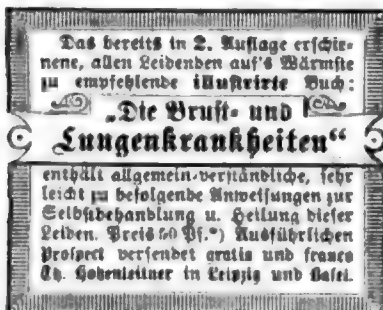 Das bereits in 2. Auflage erschie-
nene, allen Leidenden auf's Wärmste
zu empfehlende illustrirte Buch:
„Die Brust- und
Lungenkrankheiten“
enthält allgemein-verständliche, sehr
leicht zu befolgende Anweisungen zur
Selbstbehandlung u. Heilung dieser
Leiden. Preis 50 Pf.*) Ausführlichen
Prospect versendet gratis und franco
Th. Hohenleitner in Leipzig und Basel.